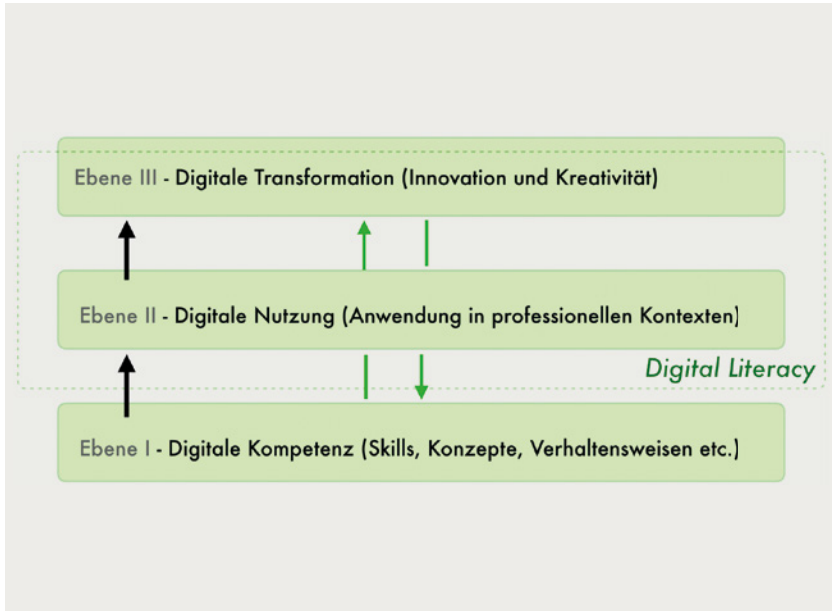 Ebene III - Digitale Transformation (Innovation und Kreativität)
Ebene II - Digitale Nutzung (Anwendung in professionellen Kontexten)
Digital Literacy
Ebene I - Digitale Kompetenz (Skills, Konzepte, Verhaltensweisen etc.)